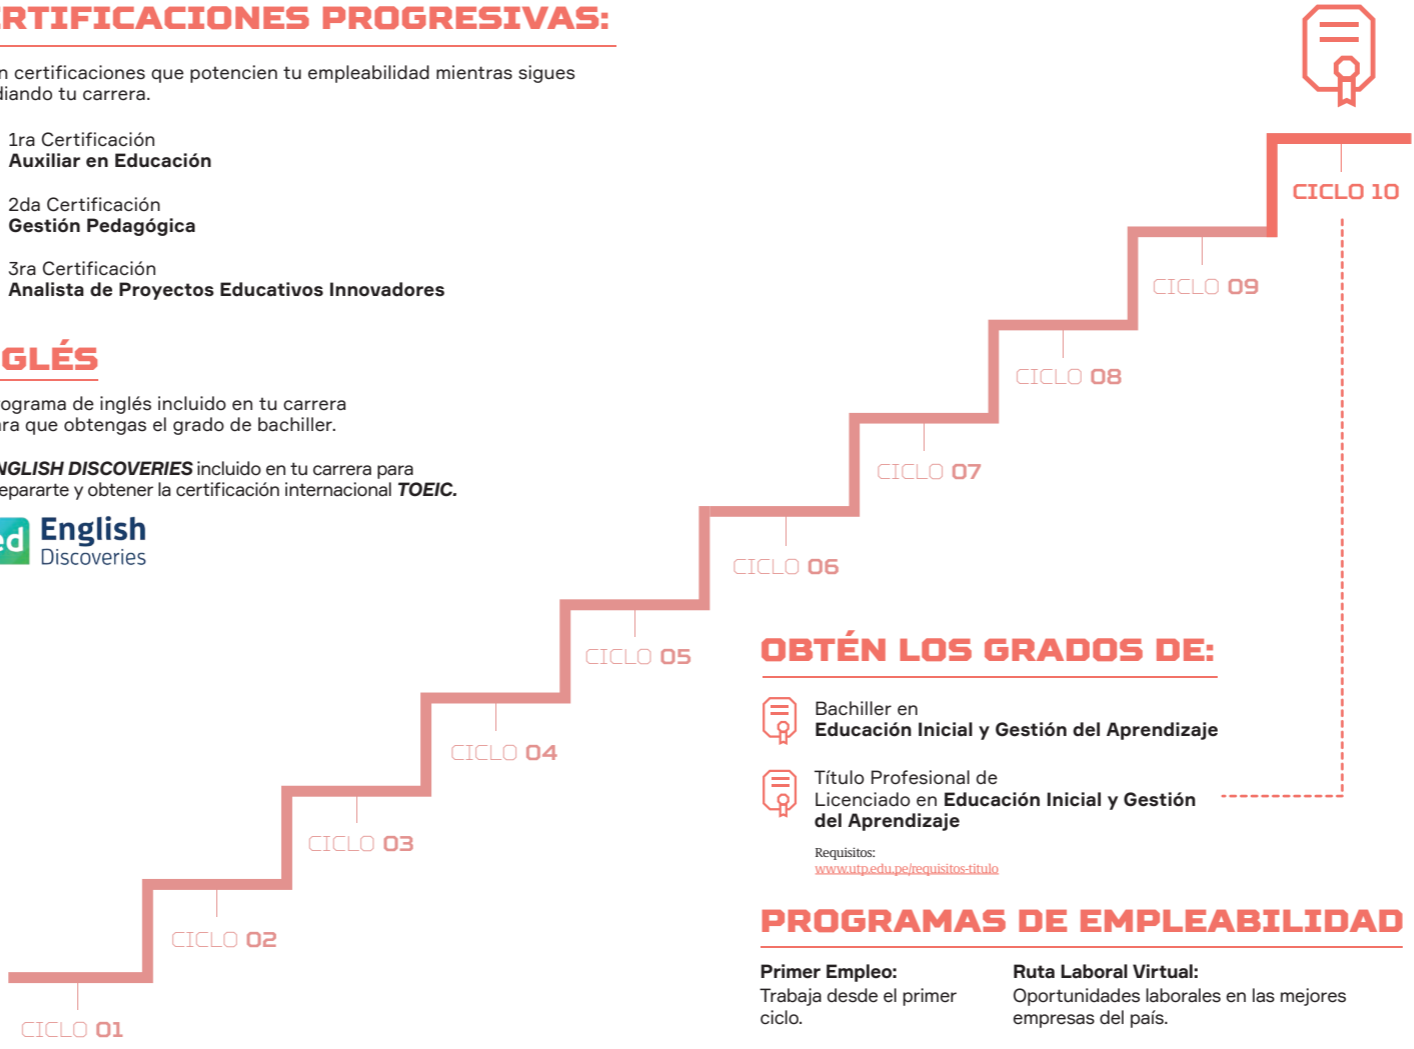 ERTIFICACIONES PROGRESIVAS:
n certificaciones que potencien tu empleabilidad mientras sigues
diando tu carrera.
1ra Certificación
Auxiliar en Educación
2da Certificación
Gestión Pedagógica
3ra Certificación
Analista de Proyectos Educativos Innovadores
GLÉS
ograma de inglés incluido en tu carrera
ara que obtengas el grado de bachiller.
NGLISH DISCOVERIES incluido en tu carrera para
epararte y obtener la certificación internacional TOEIC.
ed English
Discoveries
CICLO 10
CICLO 09
CICLO 08
CICLO 07
CICLO 06
CICLO 05
CICLO 04
CICLO 03
CICLO 02
CICLO 01
OBTÉN LOS GRADOS DE:
Bachiller en
Educación Inicial y Gestión del Aprendizaje
Título Profesional de
Licenciado en Educación Inicial y Gestión
del Aprendizaje
Requisitos:
www.utp.edu.pe/requisitos-titulo
PROGRAMAS DE EMPLEABILIDAD
Primer Empleo:
Trabaja desde el primer
ciclo.
Ruta Laboral Virtual:
Oportunidades laborales en las mejores
empresas del país.